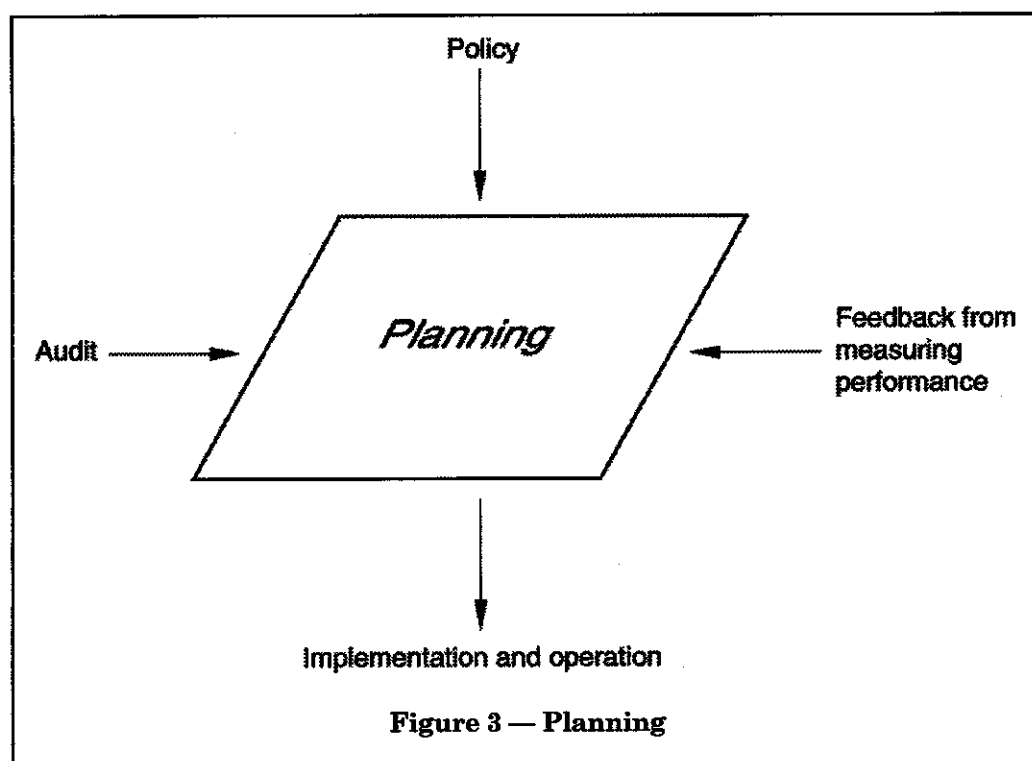 Policy
Planning
Audit
Feedback from
measuring
performance
Implementation and operation
Figure 3 — Planning